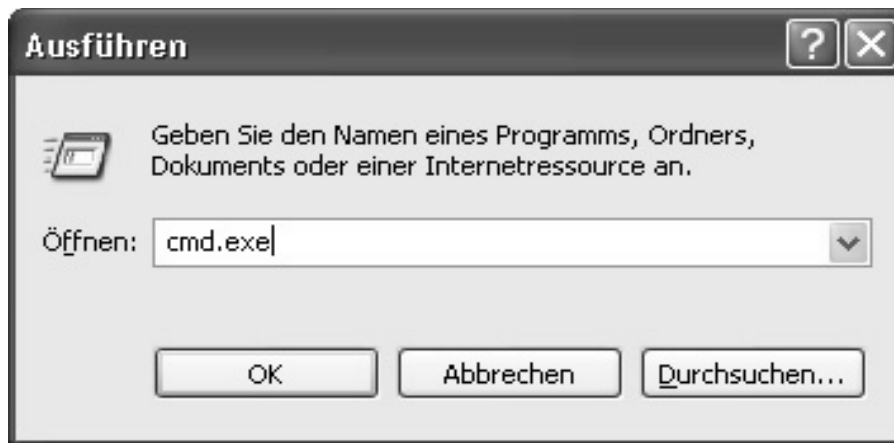 Ausführen
Geben Sie den Namen eines Programms, Ordners,
Dokuments oder einer Internetressource an.
Öffnen: cmd.exe
OK Abbrechen Durchsuchen...